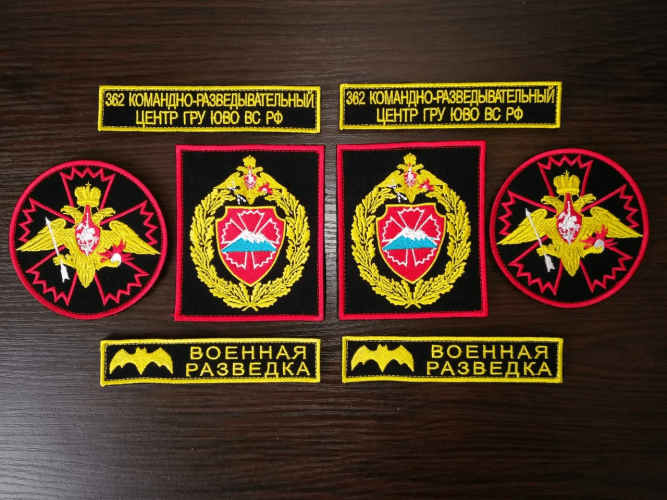 362 КОМАНДНО-РАЗВЕДЫВАТЕЛЬНЫЙ
ЦЕНТР ГРУ ЮВО ВС РФ
362 КОМАНДНО-РАЗВЕДЫВАТЕЛЬНЫЙ
ЦЕНТР ГРУ ЮВО ВС РФ
ВОЕННАЯ
РАЗВЕДКА
ВОЕННАЯ
РАЗВЕДКА